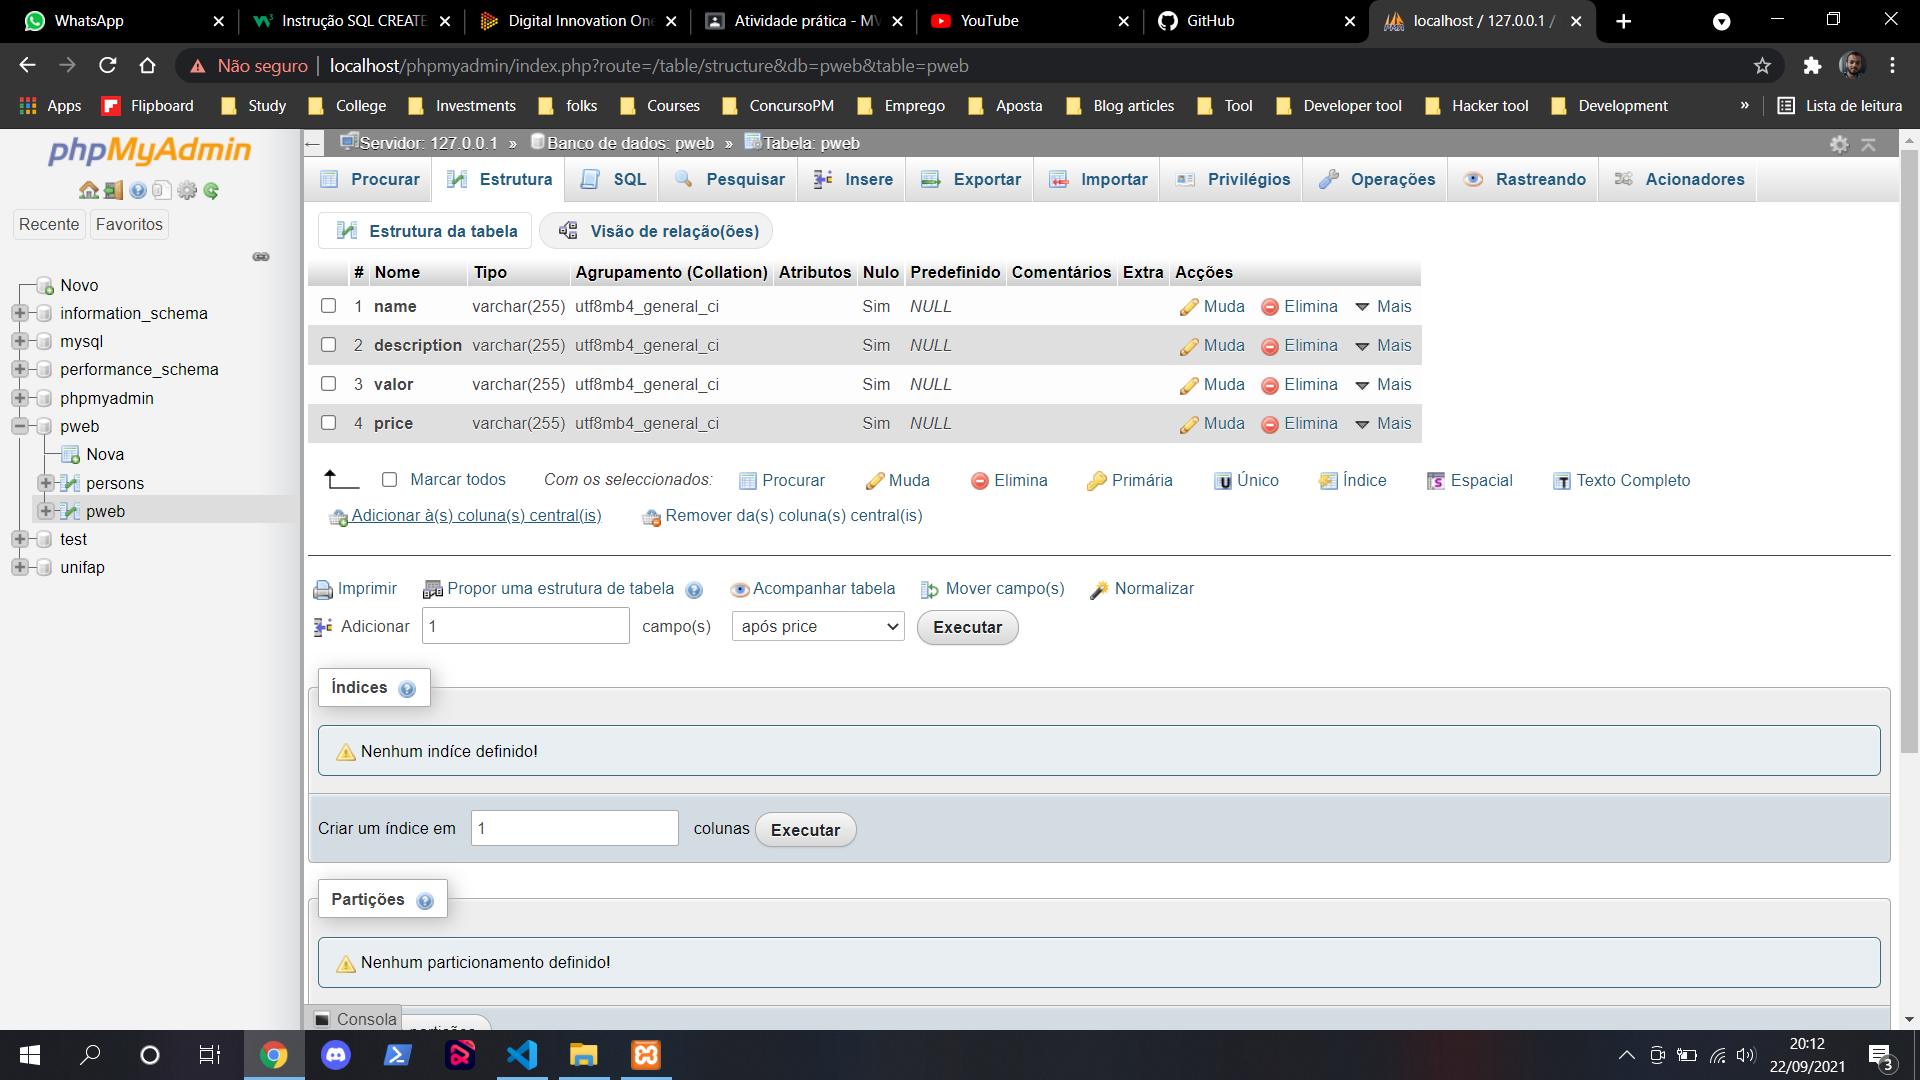 WhatsApp
Instrução SQL CREATE
Digital Innovation One
Atividade prática - MV
YouTube
GitHub
localhost / 127.0.0.1 /
Não seguro
localhost/phpmyadmin/index.php?route=/table/structure&db=pweb&table=pweb
Apps
Flipboard
Study
College
Investments
folks
Courses
ConcursoPM
Emprego
Aposta
Blog articles
Tool
Developer tool
Hacker tool
Development
»
Lista de leitura
phpMyAdmin
Recente
Favoritos
Novo
information_schema
mysql
performance_schema
phpmyadmin
pweb
Nova
persons
pweb
test
unifap
Servidor: 127.0.0.1 » Banco de dados: pweb » Tabela: pweb
Procurar
Estrutura
SQL
Pesquisar
Insere
Exportar
Importar
Privilégios
Operações
Rastreando
Acionadores
Estrutura da tabela
Visão de relação(ões)
# Nome Tipo Agrupamento (Collation) Atributos Nulo Predefinido Comentários Extra Acções
1 name varchar(255) utf8mb4_general_ci Sim NULL Muda Elimina Mais
2 description varchar(255) utf8mb4_general_ci Sim NULL Muda Elimina Mais
3 valor varchar(255) utf8mb4_general_ci Sim NULL Muda Elimina Mais
4 price varchar(255) utf8mb4_general_ci Sim NULL Muda Elimina Mais
Marcar todos Com os seleccionados: Procurar Muda Elimina Primária Único Índice Espacial Texto Completo
Adicionar à(s) coluna(s) central(is) Remover da(s) coluna(s) central(is)
Imprimir Propor uma estrutura de tabela Acompanhar tabela Mover campo(s) Normalizar
Adicionar 1 campo(s) após price Executar
Índices
Nenhum indíce definido!
Criar um índice em 1 colunas Executar
Partições
Nenhum particionamento definido!
Consola
20:12
22/09/2021
3